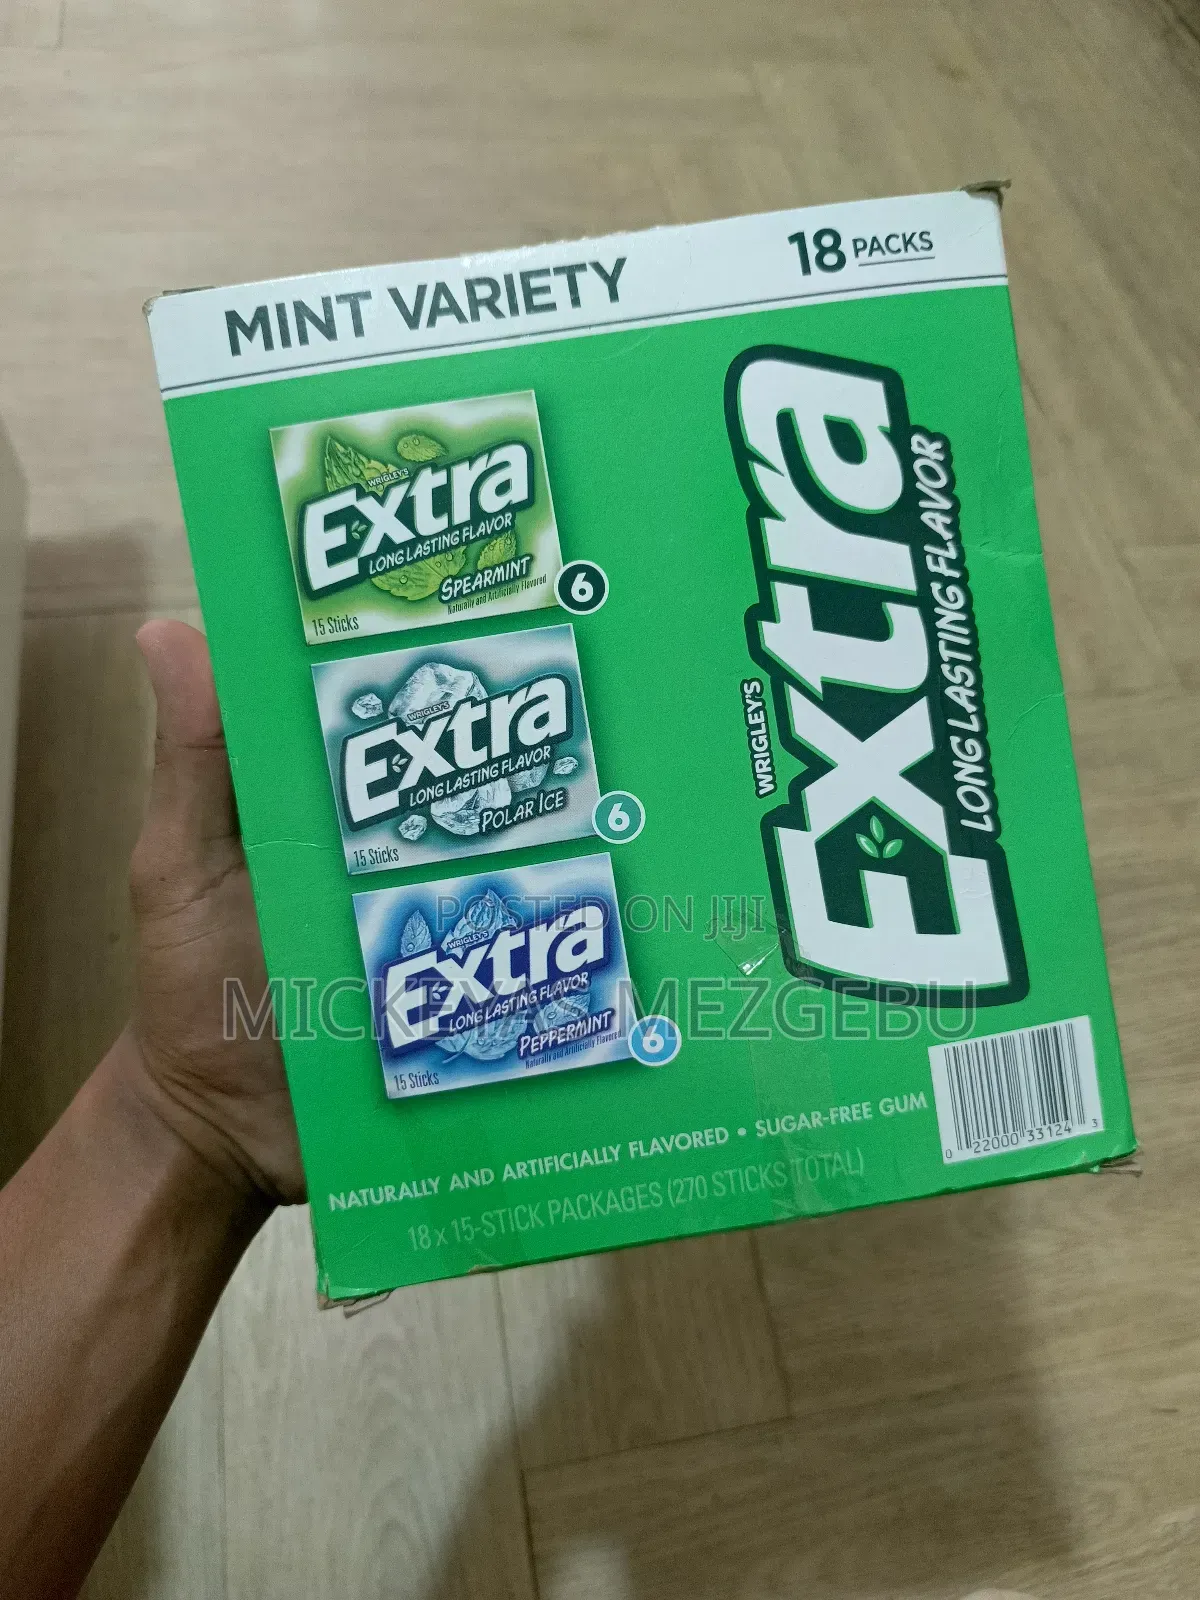 MINT VARIETY
18 PACKS
WRIGLEY'S
Extra
LONG LASTING FLAVOR
SPEARMINT
Naturally and Artificially Flavored
15 Sticks
6
WRIGLEY'S
Extra
LONG LASTING FLAVOR
POLAR ICE
15 Sticks
6
WRIGLEY'S
Extra
LONG LASTING FLAVOR
PEPPERMINT
Naturally and Artificially Flavored
15 Sticks
6
WRIGLEY'S
Extra
LONG LASTING FLAVOR
POSTED ON JIJI
MEZGEBU
NATURALLY AND ARTIFICIALLY FLAVORED • SUGAR-FREE GUM
18 x 15-STICK PACKAGES (270 STICKS TOTAL)
0 22000 33124 3